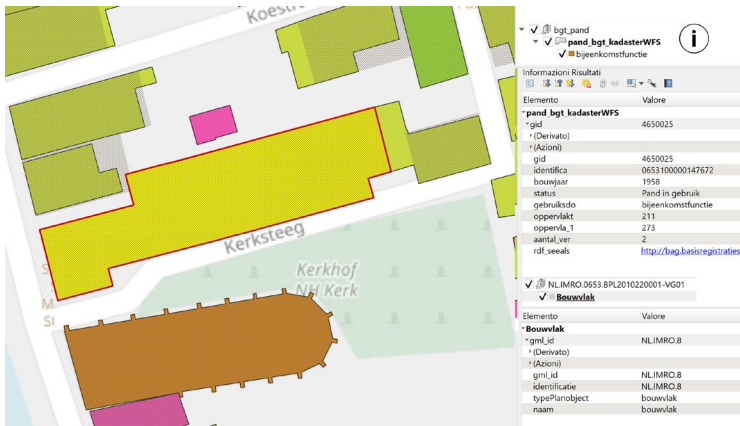 Koestr
bgt_pand
pand_bgt_kadasterWFS
bijeenkomstfunctie
i
Informazioni Risultati
Elemento Valore
pand_bgt_kadasterWFS
gid 4650025
(Derivato)
(Azioni)
gid 4650025
identifica 0653100000147672
bouwjaar 1958
status Pand in gebruik
gebruiksdo bijeenkomstfunctie
oppervlakt 211
oppervla_1 273
aantal_ver 2
rdf_seeals http://bag.basisregistraties
Kerksteeg
Kerkhof
NH Kerk
NL.IMRO.0653.BPL2010220001-VG01
Bouwvlak
Elemento Valore
Bouwvlak
gml_id NL.IMRO.8
(Derivato)
(Azioni)
gml_id NL.IMRO.8
identificatie NL.IMRO.8
typePlanobject bouwvlak
naam bouwvlak